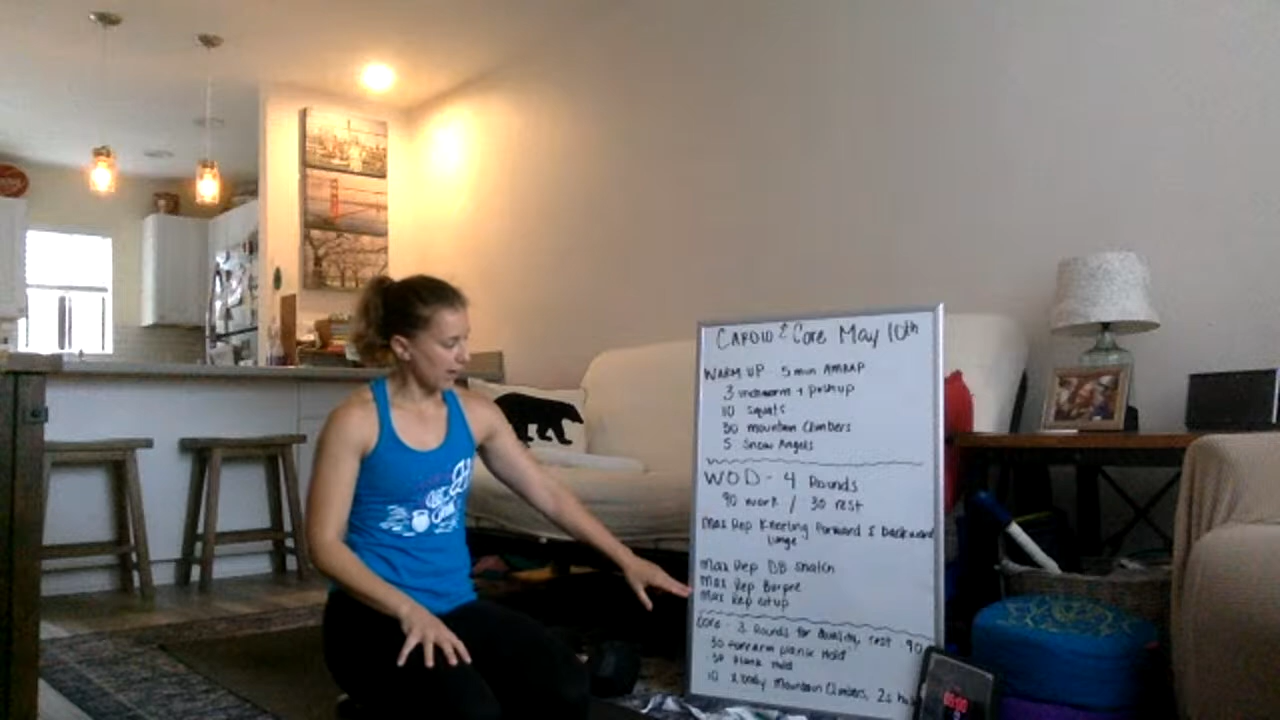 CARDIO & Core May 10th
WARM UP - 5 min AMRAP
3 inchworm + pushup
10 squats
30 mountain climbers
5 Snow Angels
WOD - 4 Rounds
90 work / 30 rest
Max Rep Kneeling Forward & backward
lunge
Max Rep DB Snatch
Max Rep Burpee
Max Rep situp
Core - 3 Rounds for Quality, rest 90
30 forearm plank Hold
30 plank hold
10 x body Mountain Climbers, 2s
00:00